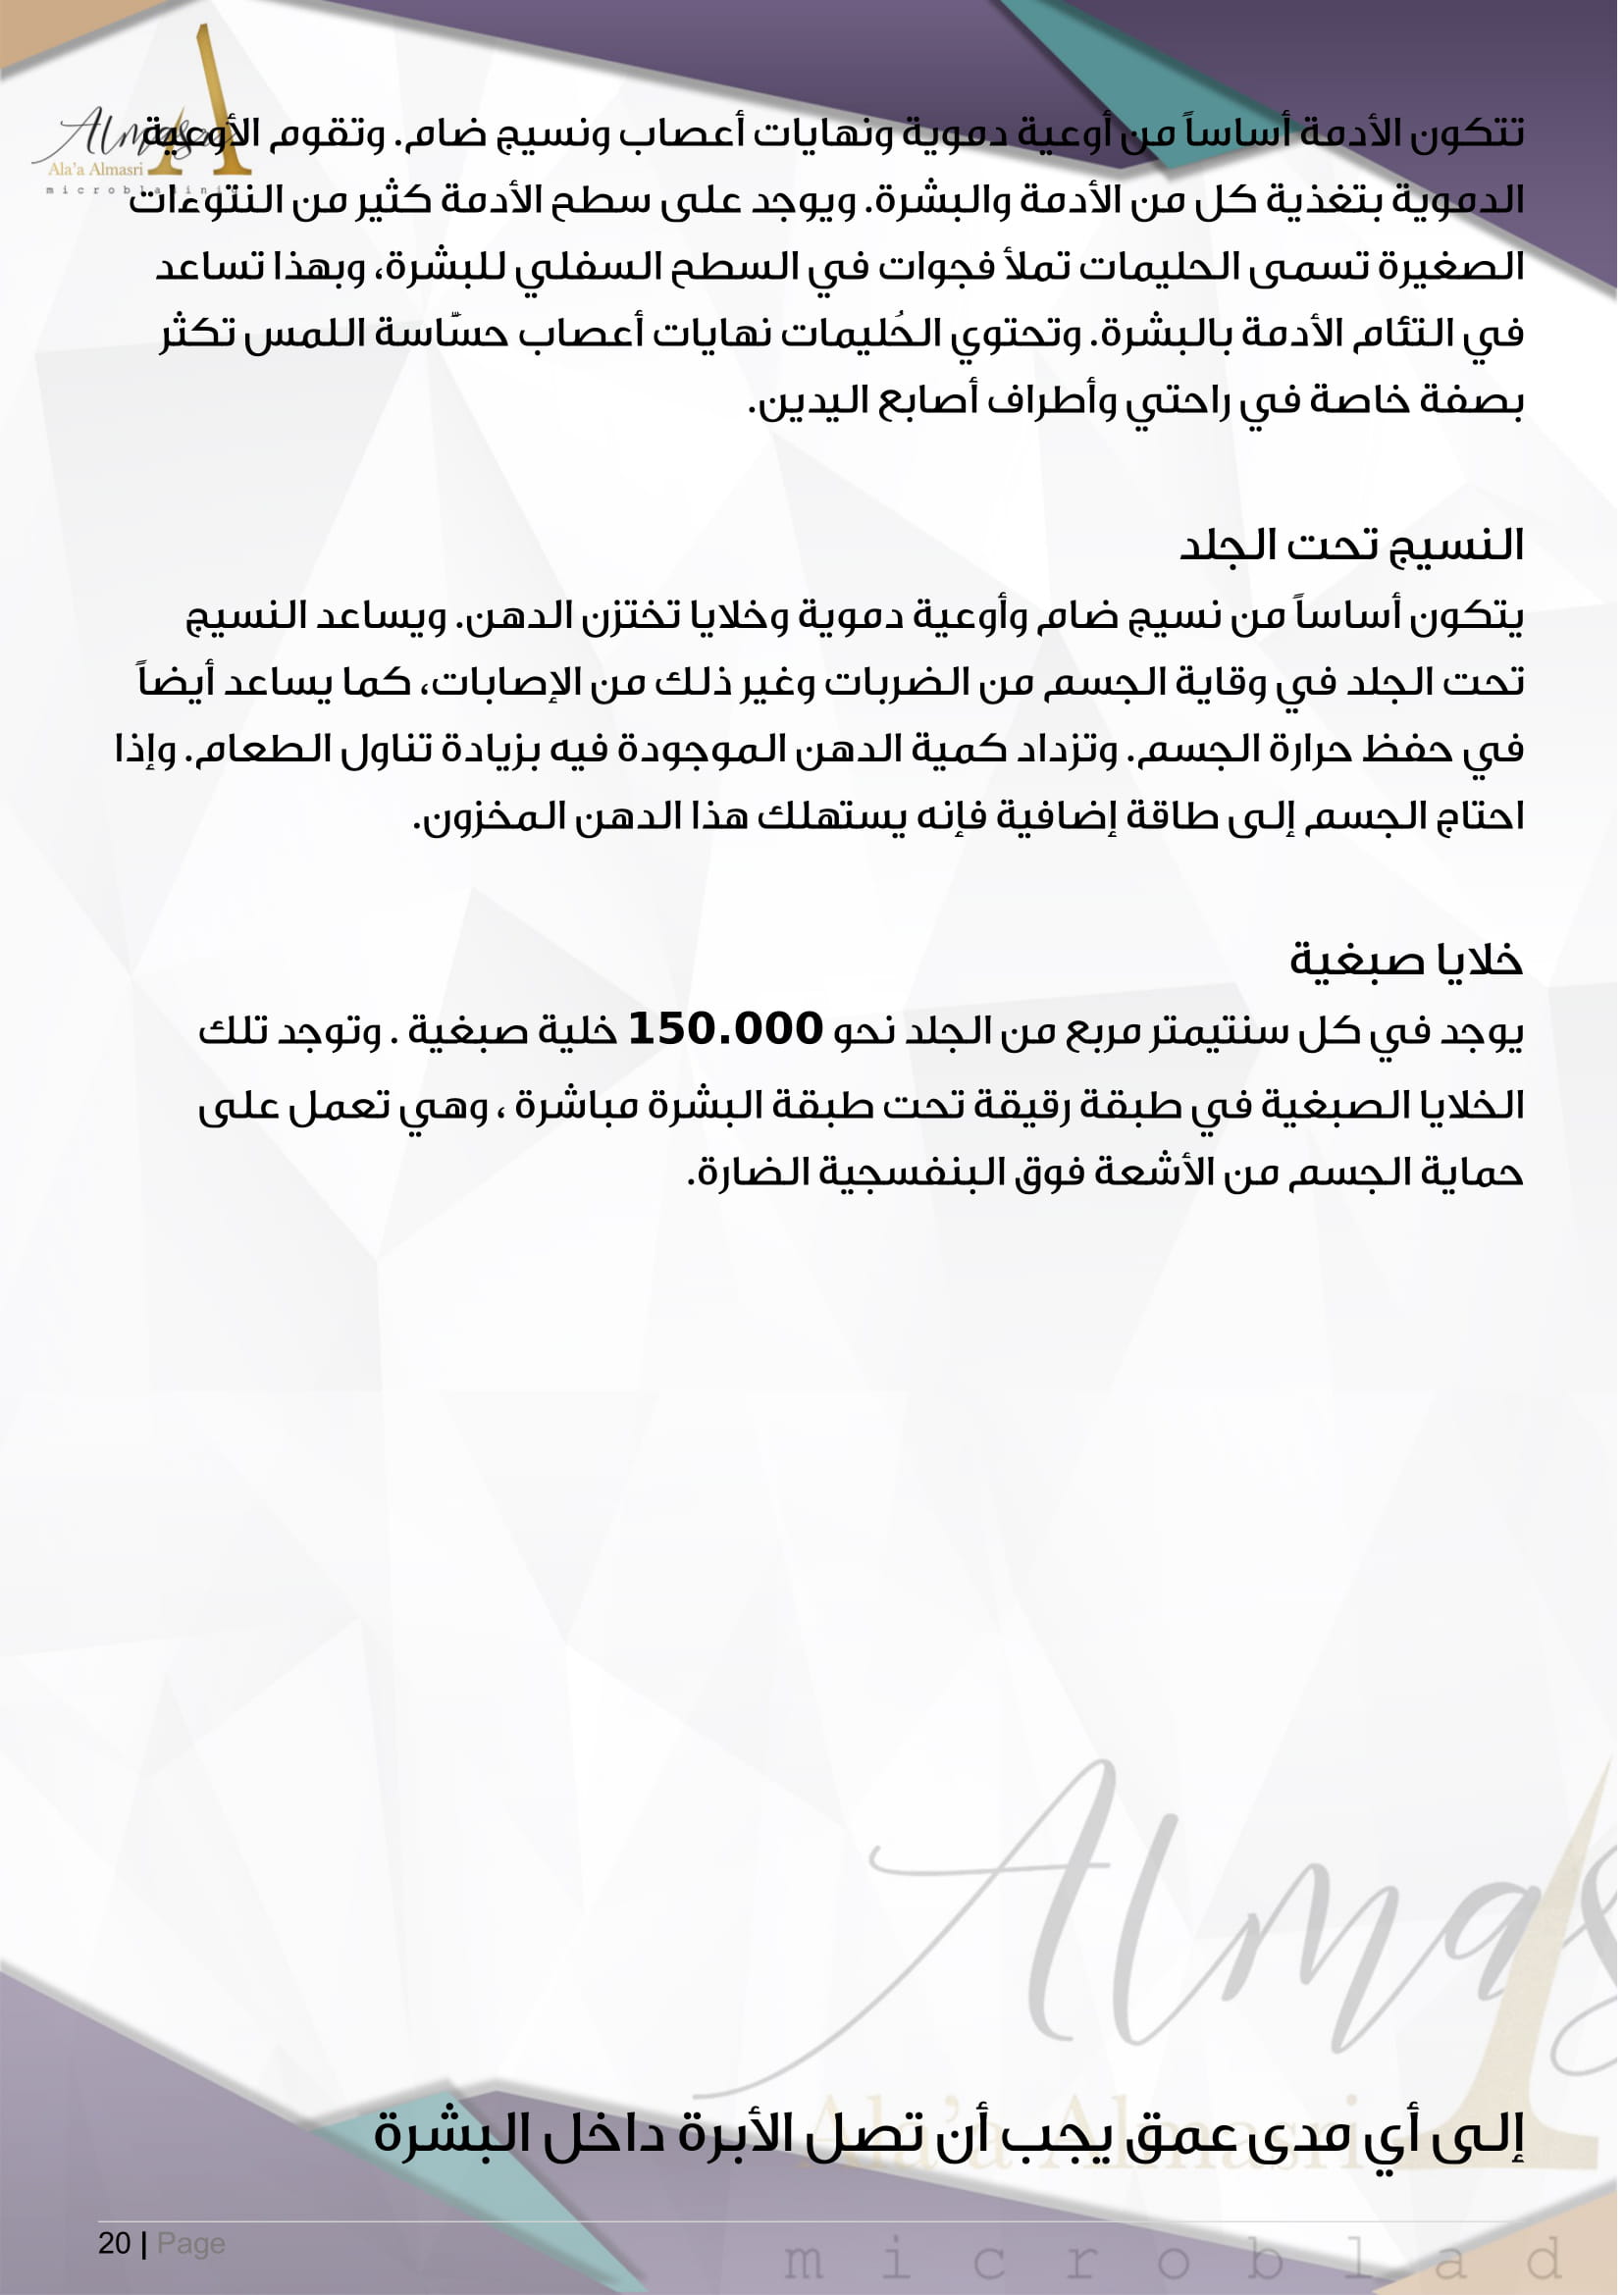 Almasri
Ala'a Almasri
تتكون الأدمة أساساً من أوعية دموية ونهايات أعصاب ونسيج ضام. وتقوم الأوعية
الدموية بتغذية كل من الأدمة والبشرة. ويوجد على سطح الأدمة كثير من النتوءات
الصغيرة تسمى الحليمات تملأ فجوات في السطح السفلي للبشرة، وبهذا تساعد
في التئام الأدمة بالبشرة. وتحتوي الحُليمات نهايات أعصاب حسّاسة اللمس تكثر
بصفة خاصة في راحتي وأطراف أصابع اليدين.
النسيج تحت الجلد
يتكون أساساً من نسيج ضام وأوعية دموية وخلايا تختزن الدهن. ويساعد النسيج
تحت الجلد في وقاية الجسم من الضربات وغير ذلك من الإصابات، كما يساعد أيضاً
في حفظ حرارة الجسم. وتزداد كمية الدهن الموجودة فيه بزيادة تناول الطعام. وإذا
احتاج الجسم إلى طاقة إضافية فإنه يستهلك هذا الدهن المخزون.
خلايا صبغية
يوجد في كل سنتيمتر مربع من الجلد نحو 150.000 خلية صبغية . وتوجد تلك
الخلايا الصبغية في طبقة رقيقة تحت طبقة البشرة مباشرة ، وهي تعمل على
حماية الجسم من الأشعة فوق البنفسجية الضارة.
Almas
Ala'a Almasri
إلى أي مدى عمق يجب أن تصل الأبرة داخل البشرة
20 | Page
microblad